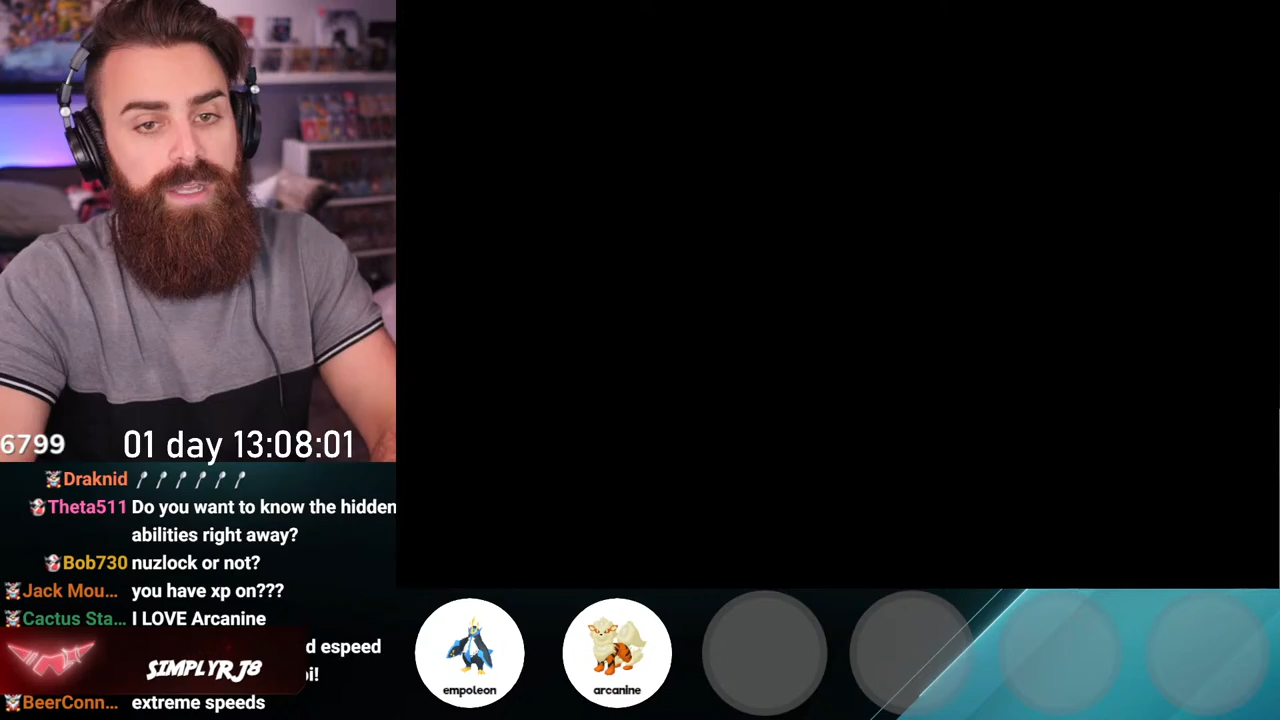 6799 01 day 13:08:01
Draknid
Theta511 Do you want to know the hidden
abilities right away?
Bob730 nuzlock or not?
Jack Mou... you have xp on???
Cactus Sta... I LOVE Arcanine
d espeed
SIMPLYRJ8 oi!
BeerConn... extreme speeds
empoleon arcanine